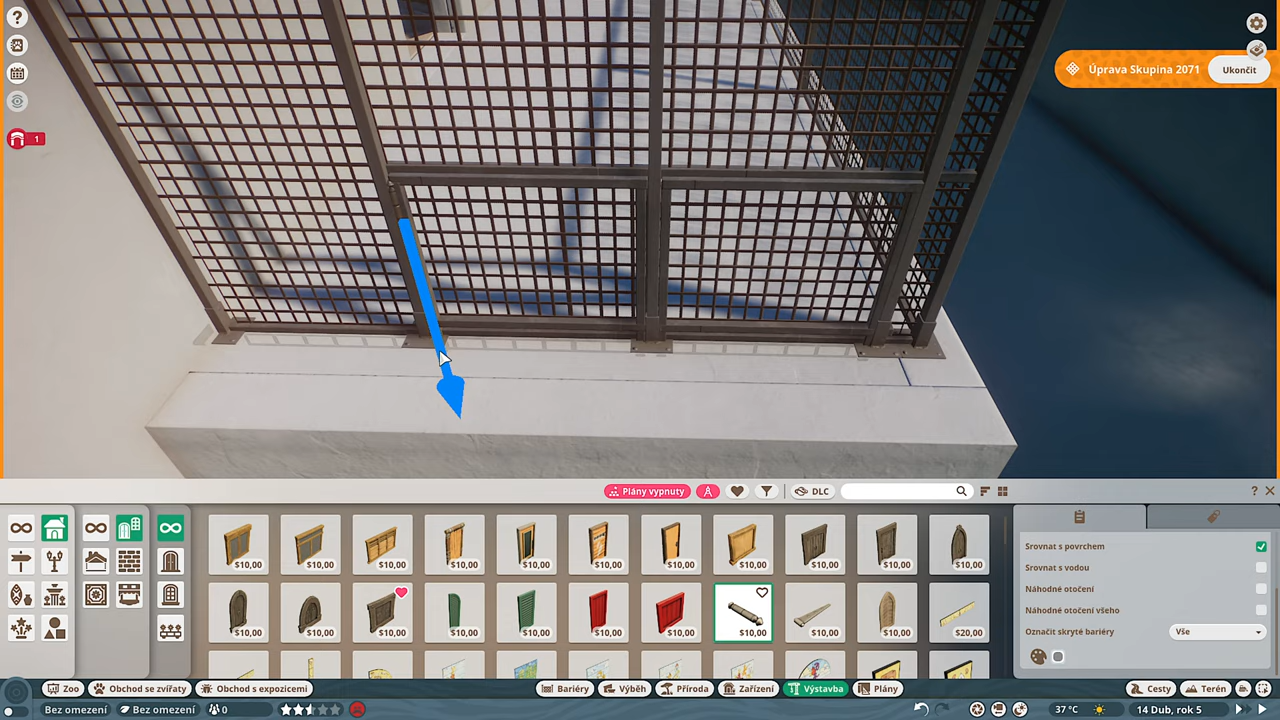 ?
1
Úprava Skupina 2071
Ukončit
Plány vypnuty
DLC
?
$10,00 $10,00 $10,00 $10,00 $10,00 $10,00 $10,00 $10,00 $10,00 $10,00 $10,00
$10,00 $10,00 $10,00 $10,00 $10,00 $10,00 $10,00 $10,00 $10,00 $10,00 $20,00
Srovnat s povrchem
Srovnat s vodou
Náhodné otočení
Náhodné otočení všeho
Označit skryté bariéry Vše
Zoo Obchod se zvířaty Obchod s expozicemi Bariéry Výběh Příroda Zařízení Výstavba Plány Cesty Terén
Bez omezení Bez omezení 0 37 °C 14 Dub, rok 5